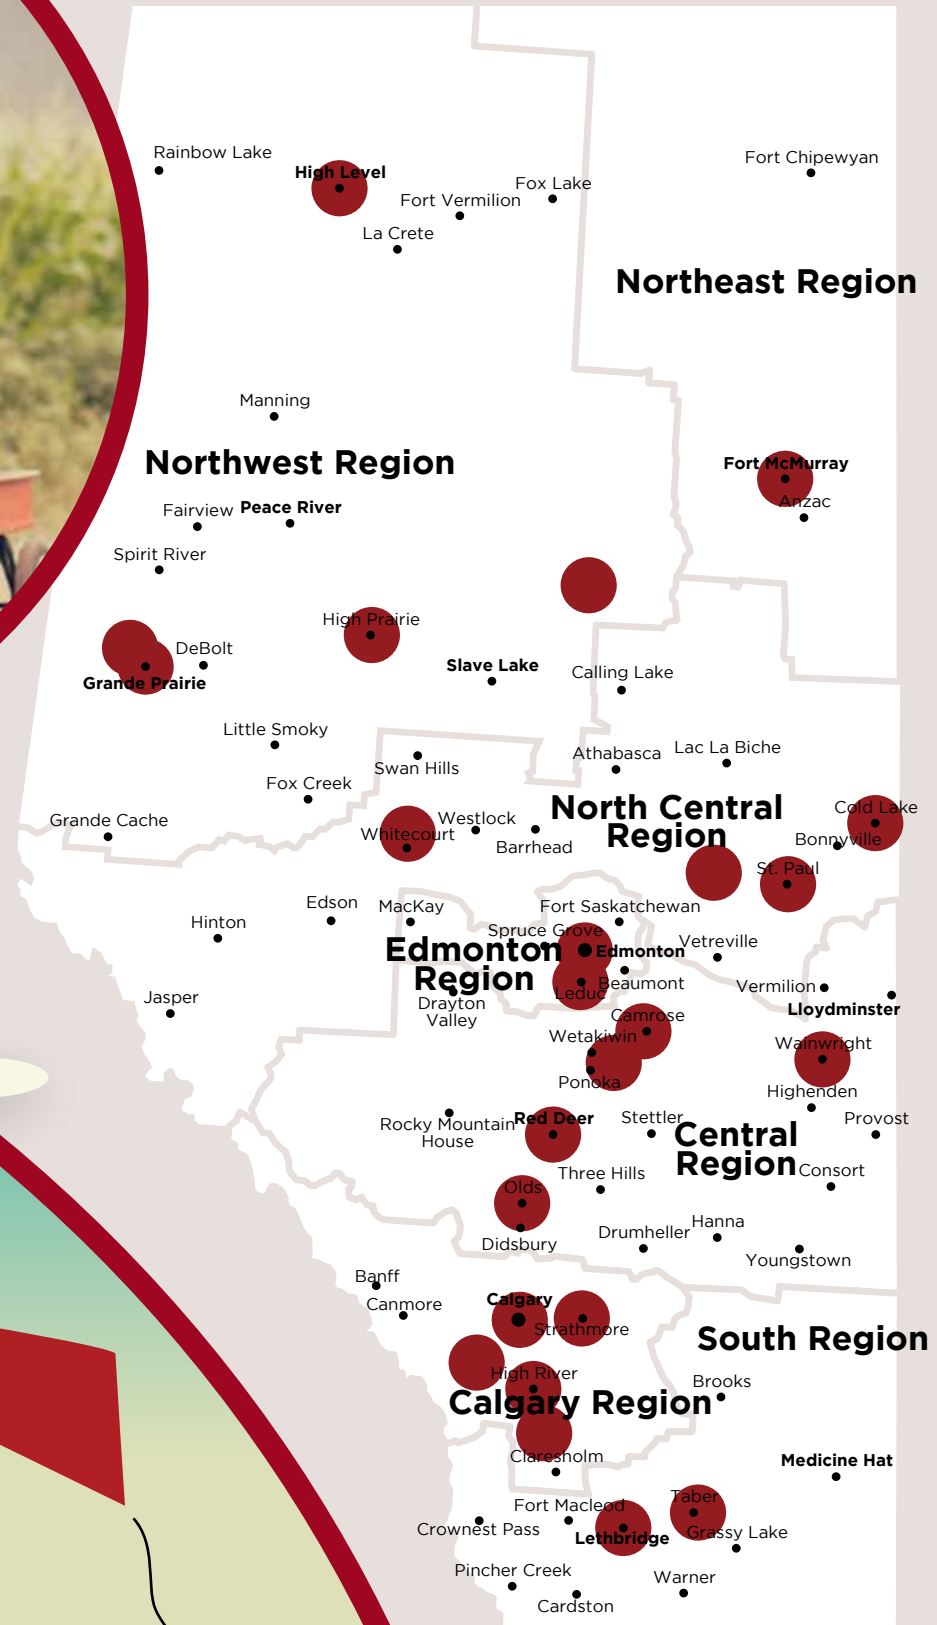 Rainbow Lake
High Level
Fort Chipewyan
Fox Lake
Fort Vermilion
La Crete
Northeast Region
Manning
Northwest Region
Fort McMurray
Anzac
Fairview
Peace River
Spirit River
High Prairie
DeBolt
Grande Prairie
Slave Lake
Calling Lake
Little Smoky
Athabasca
Lac La Biche
Swan Hills
Fox Creek
North Central
Region
Cold Lake
Grande Cache
Westlock
Whitecourt
Barrhead
Bonnyville
St. Paul
Edson
MacKay
Fort Saskatchewan
Hinton
Spruce Grove
Edmonton
Region
Edmonton
Vetreville
Beaumont
Leduc
Vermilion
Lloydminster
Jasper
Drayton
Valley
Camrose
Wetakiwin
Wainwright
Ponoka
Highenden
Rocky Mountain
House
Red Deer
Stettler
Provost
Central
Region
Three Hills
Consort
Olds
Didsbury
Drumheller
Hanna
Youngstown
Banff
Canmore
Calgary
Strathmore
South Region
High River
Brooks
Calgary Region
Claresholm
Medicine Hat
Fort Macleod
Taber
Crownest Pass
Lethbridge
Grassy Lake
Pincher Creek
Warner
Cardston